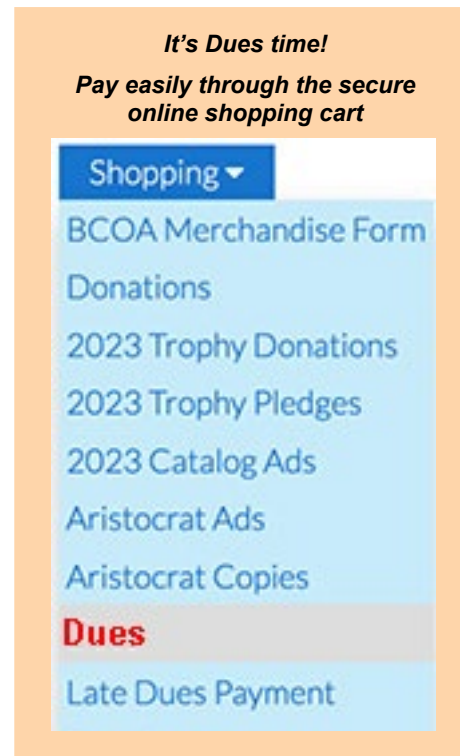 It’s Dues time!
Pay easily through the secure
online shopping cart
Shopping
BCOA Merchandise Form
Donations
2023 Trophy Donations
2023 Trophy Pledges
2023 Catalog Ads
Aristocrat Ads
Aristocrat Copies
Dues
Late Dues Payment